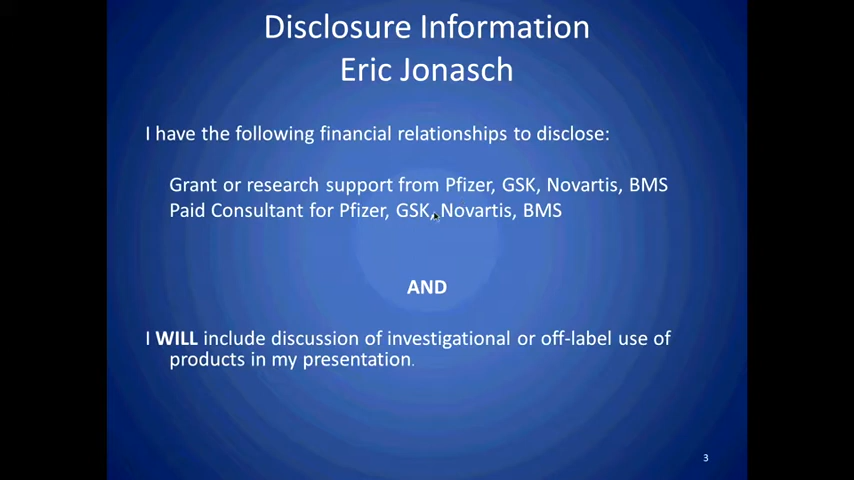 Disclosure Information
Eric Jonasch
I have the following financial relationships to disclose:
Grant or research support from Pfizer, GSK, Novartis, BMS
Paid Consultant for Pfizer, GSK, Novartis, BMS
AND
I WILL include discussion of investigational or off-label use of
products in my presentation.
3